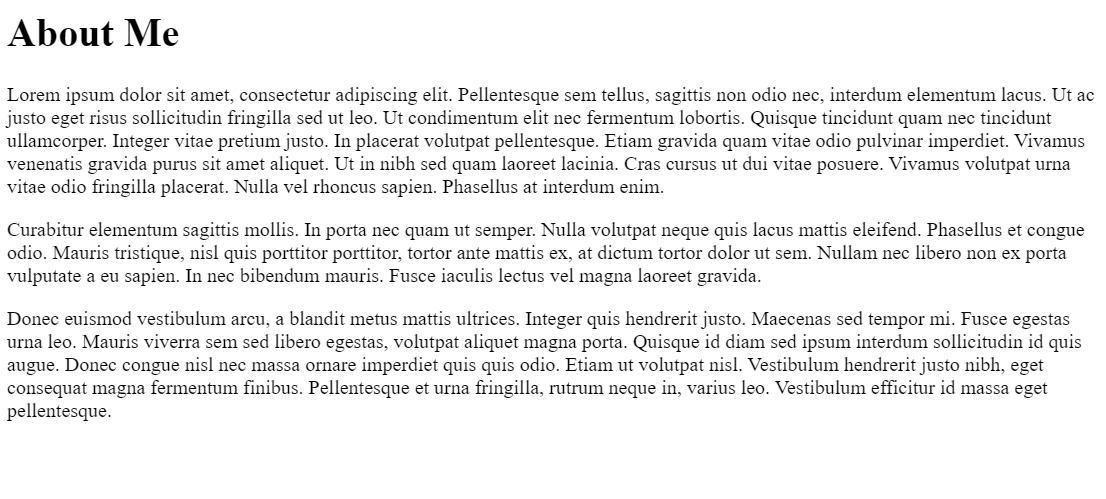 About Me
Lorem ipsum dolor sit amet, consectetur adipiscing elit. Pellentesque sem tellus, sagittis non odio nec, interdum elementum lacus. Ut ac
justo eget risus sollicitudin fringilla sed ut leo. Ut condimentum elit nec fermentum lobortis. Quisque tincidunt quam nec tincidunt
ullamcorper. Integer vitae pretium justo. In placerat volutpat pellentesque. Etiam gravida quam vitae odio pulvinar imperdiet. Vivamus
venenatis gravida purus sit amet aliquet. Ut in nibh sed quam laoreet lacinia. Cras cursus ut dui vitae posuere. Vivamus volutpat urna
vitae odio fringilla placerat. Nulla vel rhoncus sapien. Phasellus at interdum enim.
Curabitur elementum sagittis mollis. In porta nec quam ut semper. Nulla volutpat neque quis lacus mattis eleifend. Phasellus et congue
odio. Mauris tristique, nisl quis porttitor porttitor, tortor ante mattis ex, at dictum tortor dolor ut sem. Nullam nec libero non ex porta
vulputate a eu sapien. In nec bibendum mauris. Fusce iaculis lectus vel magna laoreet gravida.
Donec euismod vestibulum arcu, a blandit metus mattis ultrices. Integer quis hendrerit justo. Maecenas sed tempor mi. Fusce egestas
urna leo. Mauris viverra sem sed libero egestas, volutpat aliquet magna porta. Quisque id diam sed ipsum interdum sollicitudin id quis
augue. Donec congue nisl nec massa ornare imperdiet quis quis odio. Etiam ut volutpat nisl. Vestibulum hendrerit justo nibh, eget
consequat magna fermentum finibus. Pellentesque et urna fringilla, rutrum neque in, varius leo. Vestibulum efficitur id massa eget
pellentesque.